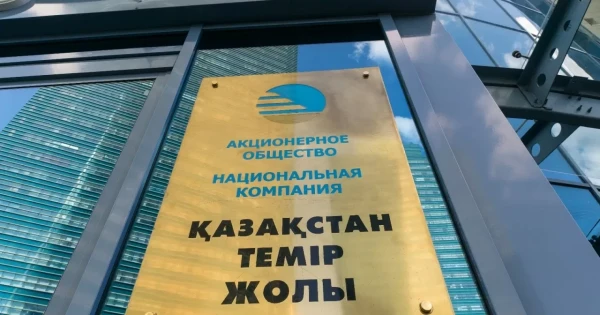 АКЦИОНЕРНОЕ
ОБЩЕСТВО
НАЦИОНАЛЬНАЯ
КОМПАНИЯ
ҚАЗАҚСТАН
ТЕМІР
ЖОЛЫ